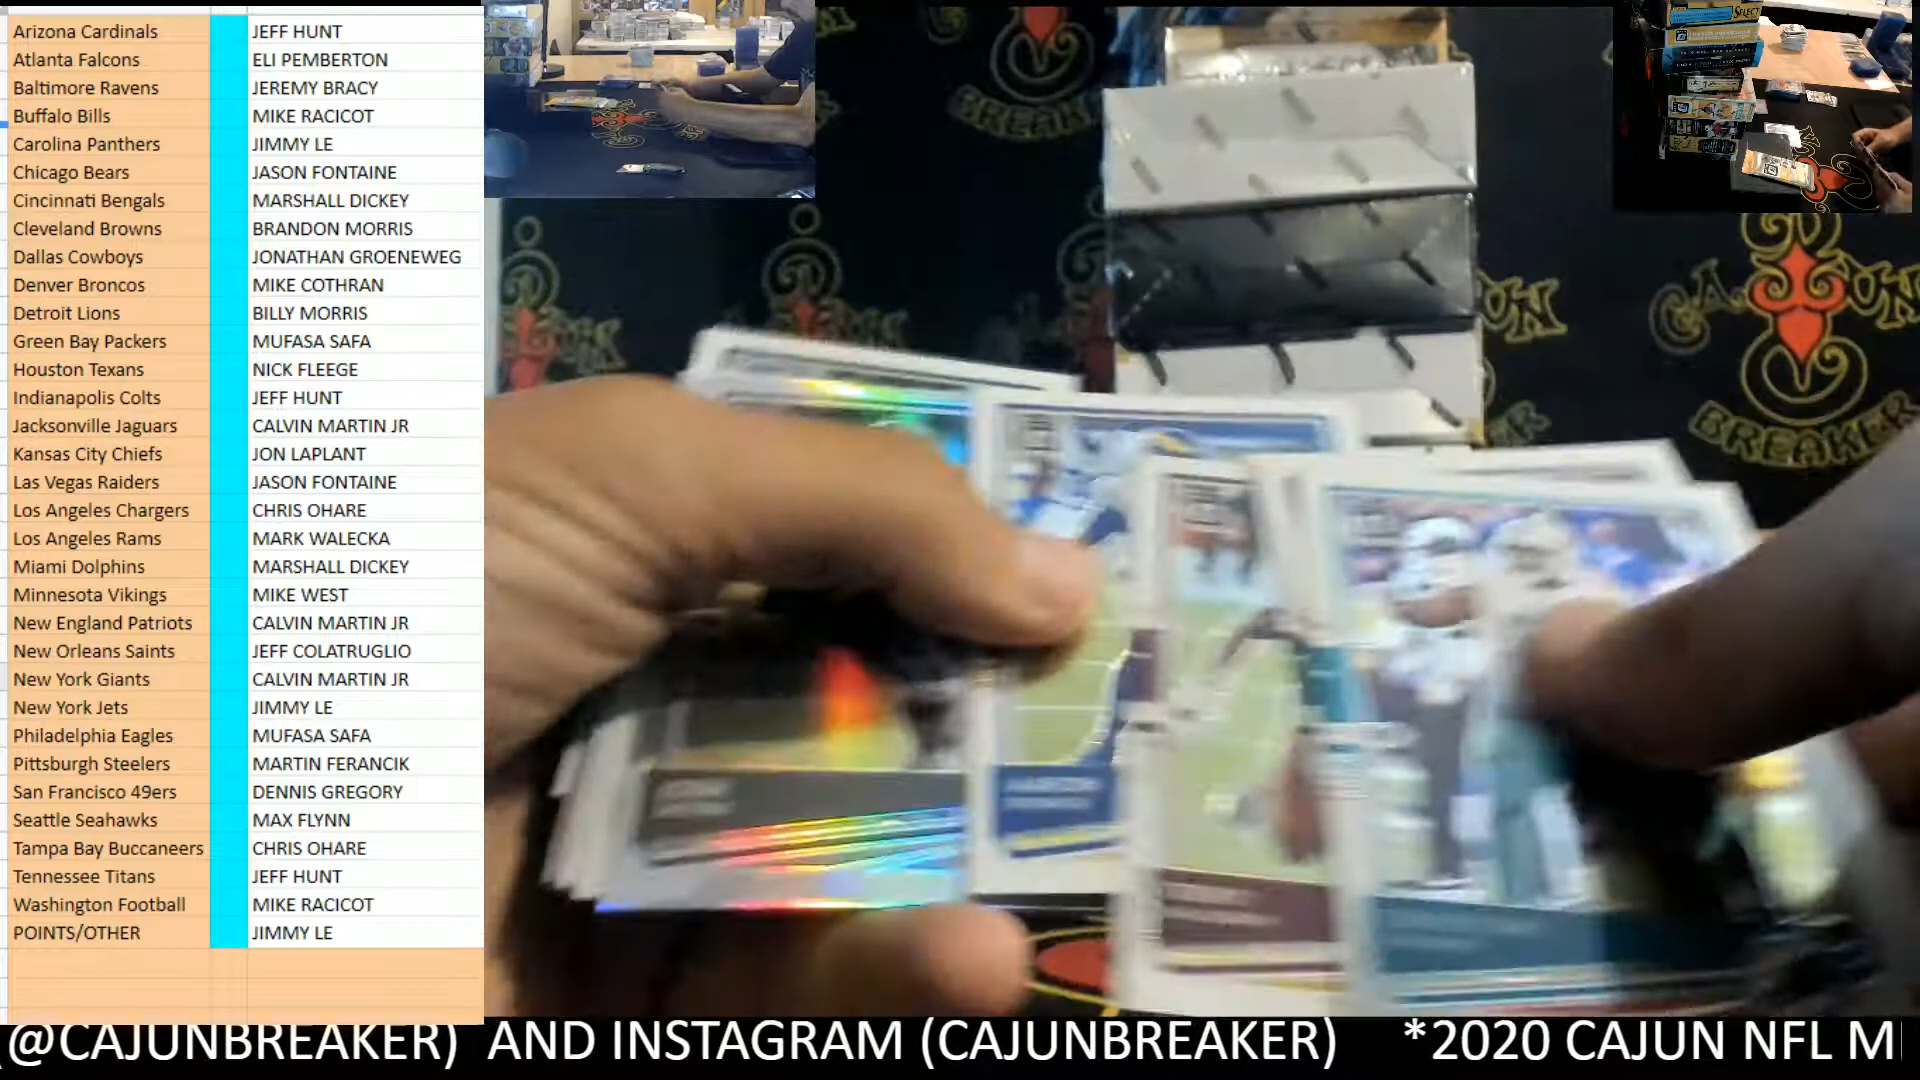 Arizona Cardinals JEFF HUNT
Atlanta Falcons ELI PEMBERTON
Baltimore Ravens JEREMY BRACY
Buffalo Bills MIKE RACICOT
Carolina Panthers JIMMY LE
Chicago Bears JASON FONTAINE
Cincinnati Bengals MARSHALL DICKEY
Cleveland Browns BRANDON MORRIS
Dallas Cowboys JONATHAN GROENEWEG
Denver Broncos MIKE COTHRAN
Detroit Lions BILLY MORRIS
Green Bay Packers MUFASA SAFA
Houston Texans NICK FLEEGE
Indianapolis Colts JEFF HUNT
Jacksonville Jaguars CALVIN MARTIN JR
Kansas City Chiefs JON LAPLANT
Las Vegas Raiders JASON FONTAINE
Los Angeles Chargers CHRIS OHARE
Los Angeles Rams MARK WALECKA
Miami Dolphins MARSHALL DICKEY
Minnesota Vikings MIKE WEST
New England Patriots CALVIN MARTIN JR
New Orleans Saints JEFF COLATRUGLIO
New York Giants CALVIN MARTIN JR
New York Jets JIMMY LE
Philadelphia Eagles MUFASA SAFA
Pittsburgh Steelers MARTIN FERANCIK
San Francisco 49ers DENNIS GREGORY
Seattle Seahawks MAX FLYNN
Tampa Bay Buccaneers CHRIS OHARE
Tennessee Titans JEFF HUNT
Washington Football MIKE RACICOT
POINTS/OTHER JIMMY LE
SELECT
CAJUN
BREAKER
(@CAJUNBREAKER) AND INSTAGRAM (CAJUNBREAKER) *2020 CAJUN NFL M